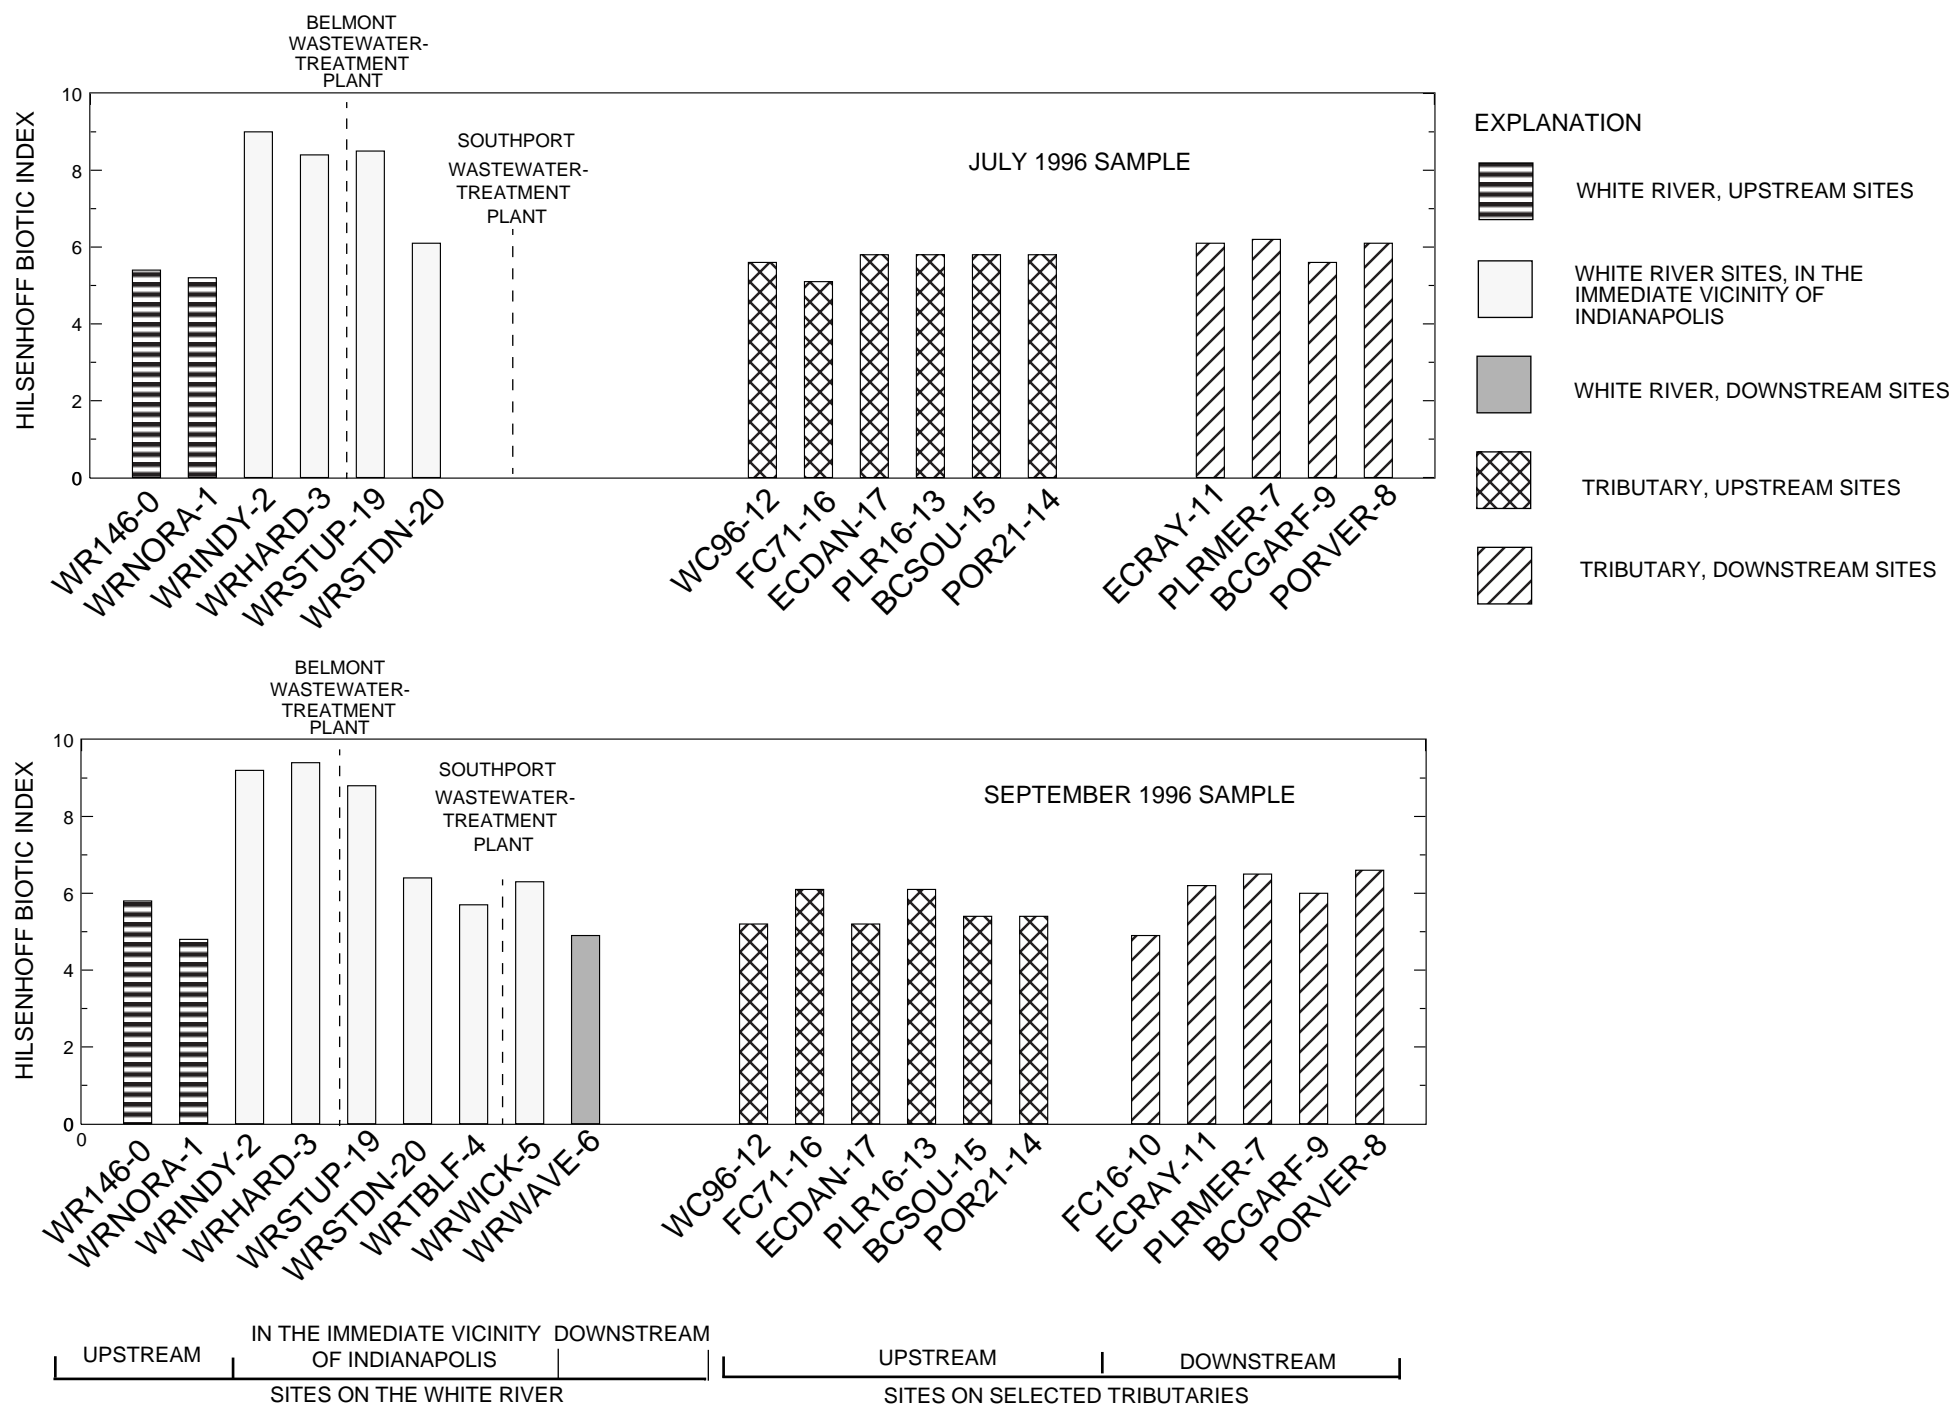 BELMONT
WASTEWATER-
TREATMENT
PLANT
HILSENHOFF BIOTIC INDEX
10
8
6
4
2
0
SOUTHPORT
WASTEWATER-
TREATMENT
PLANT
JULY 1996 SAMPLE
WR146-0
WRNORA-1
WRINDY-2
WRHARD-3
WRSTUP-19
WRSTDN-20
WC96-12
FC71-16
ECDAN-17
PLR16-13
BCSOU-15
POR21-14
ECRAY-11
PLRMER-7
BCGARF-9
PORVER-8
EXPLANATION
WHITE RIVER, UPSTREAM SITES
WHITE RIVER SITES, IN THE
IMMEDIATE VICINITY OF
INDIANAPOLIS
WHITE RIVER, DOWNSTREAM SITES
TRIBUTARY, UPSTREAM SITES
TRIBUTARY, DOWNSTREAM SITES
BELMONT
WASTEWATER-
TREATMENT
PLANT
HILSENHOFF BIOTIC INDEX
10
8
6
4
2
0
0
SOUTHPORT
WASTEWATER-
TREATMENT
PLANT
SEPTEMBER 1996 SAMPLE
WR146-0
WRNORA-1
WRINDY-2
WRHARD-3
WRSTUP-19
WRSTDN-20
WRTBLF-4
WRWICK-5
WRWAVE-6
WC96-12
FC71-16
ECDAN-17
PLR16-13
BCSOU-15
POR21-14
FC16-10
ECRAY-11
PLRMER-7
BCGARF-9
PORVER-8
UPSTREAM
IN THE IMMEDIATE VICINITY
OF INDIANAPOLIS
DOWNSTREAM
SITES ON THE WHITE RIVER
UPSTREAM
DOWNSTREAM
SITES ON SELECTED TRIBUTARIES